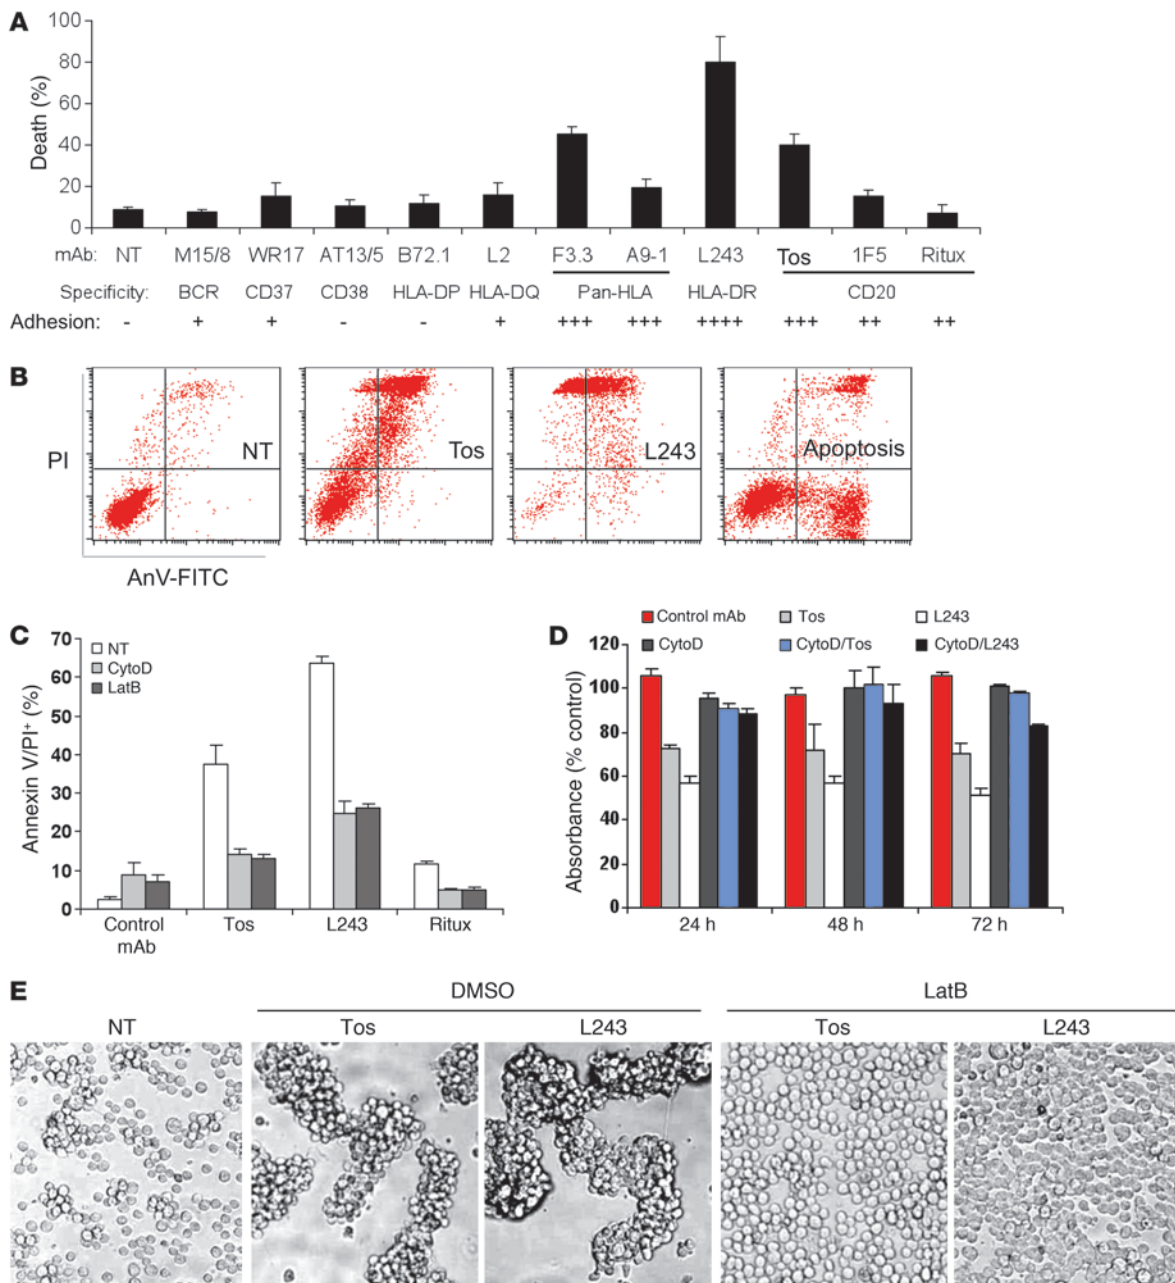 A
100
80
60
40
20
0
Death (%)
mAb: NT M15/8 WR17 AT13/5 B72.1 L2 F3.3 A9-1 L243 Tos 1F5 Ritux
Specificity: BCR CD37 CD38 HLA-DP HLA-DQ Pan-HLA HLA-DR CD20
Adhesion: - + + - - + +++ +++ ++++ +++ ++ ++
B
PI
NT
Tos
L243
Apoptosis
AnV-FITC
C
70
60
50
40
30
20
10
0
Annexin V/PI⁺ (%)
NT
CytoD
LatB
Control mAb
Tos
L243
Ritux
D
Control mAb Tos L243
CytoD CytoD/Tos CytoD/L243
120
100
80
60
40
20
0
Absorbance (% control)
24 h 48 h 72 h
E
DMSO LatB
NT Tos L243 Tos L243